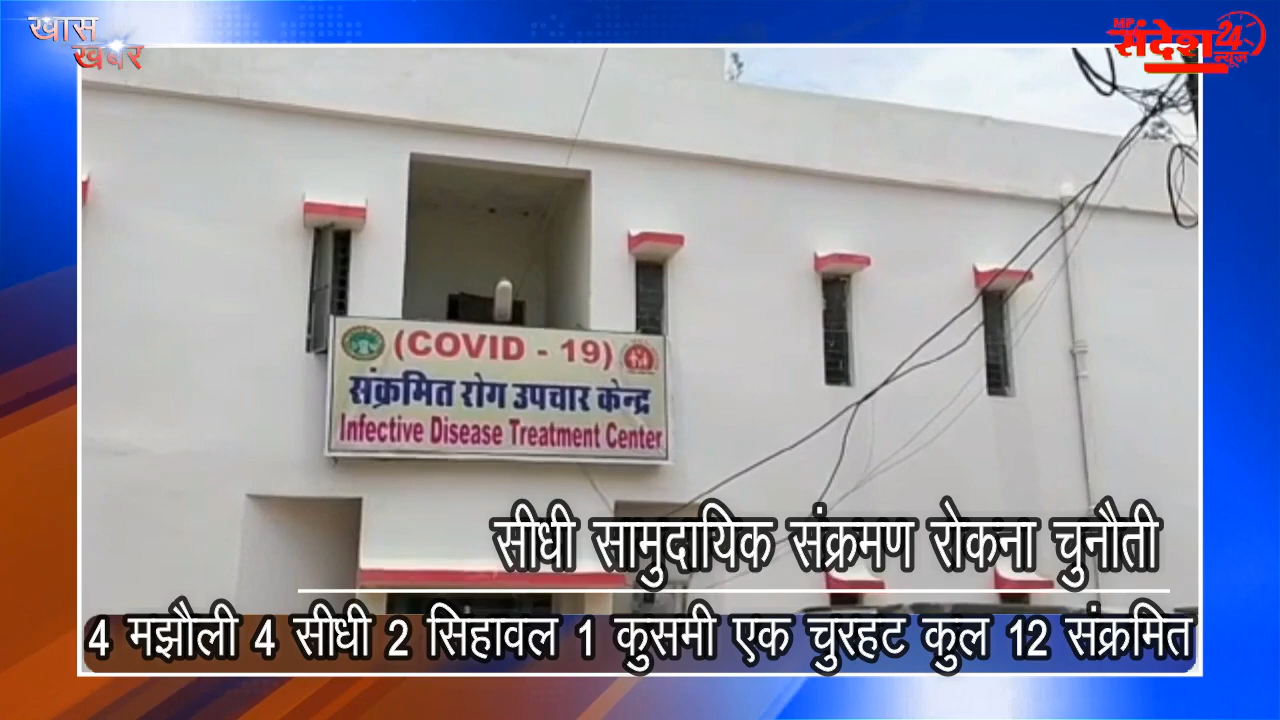 खास
खबर
MP
संदेश 24
न्यूज
(COVID - 19)
संक्रमित रोग उपचार केन्द्र
Infective Disease Treatment Center
सीधी सामुदायिक संक्रमण रोकना चुनौती
4 मझौली 4 सीधी 2 सिहावल 1 कुसमी एक चुरहट कुल 12 संक्रमित